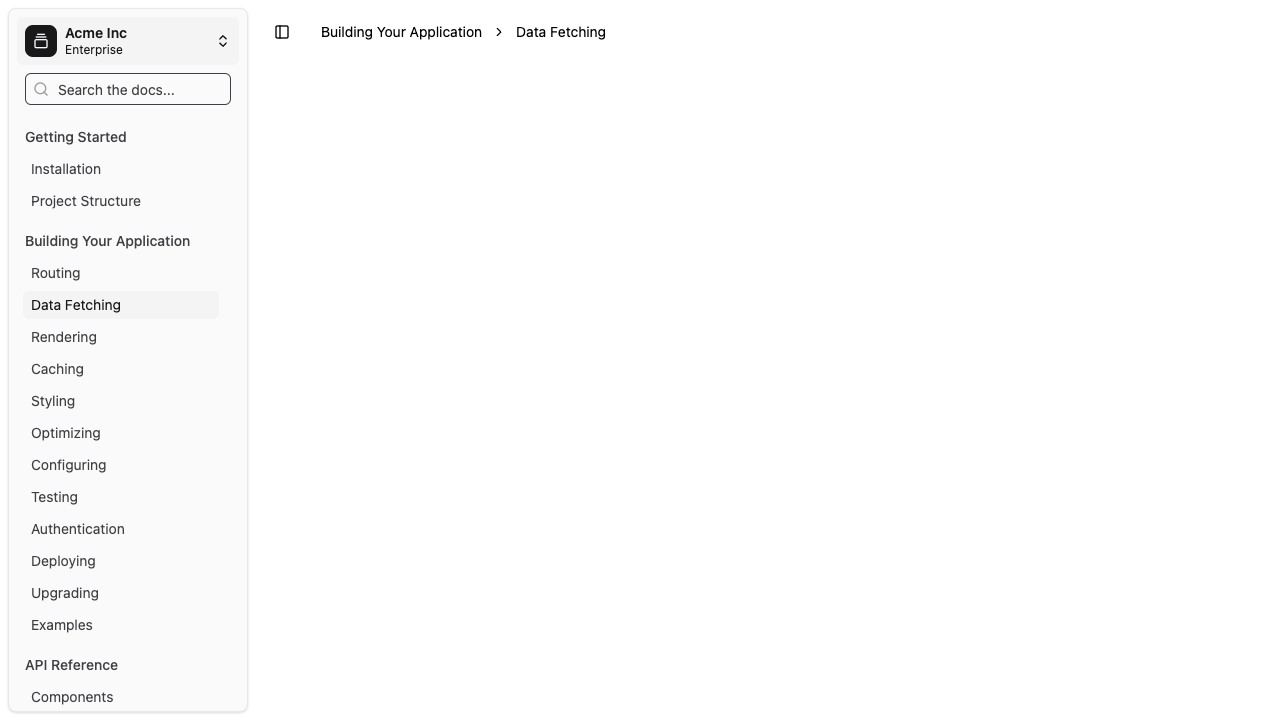 Acme Inc
Enterprise
Search the docs...
Getting Started
Installation
Project Structure
Building Your Application
Routing
Data Fetching
Rendering
Caching
Styling
Optimizing
Configuring
Testing
Authentication
Deploying
Upgrading
Examples
API Reference
Components
Building Your Application > Data Fetching